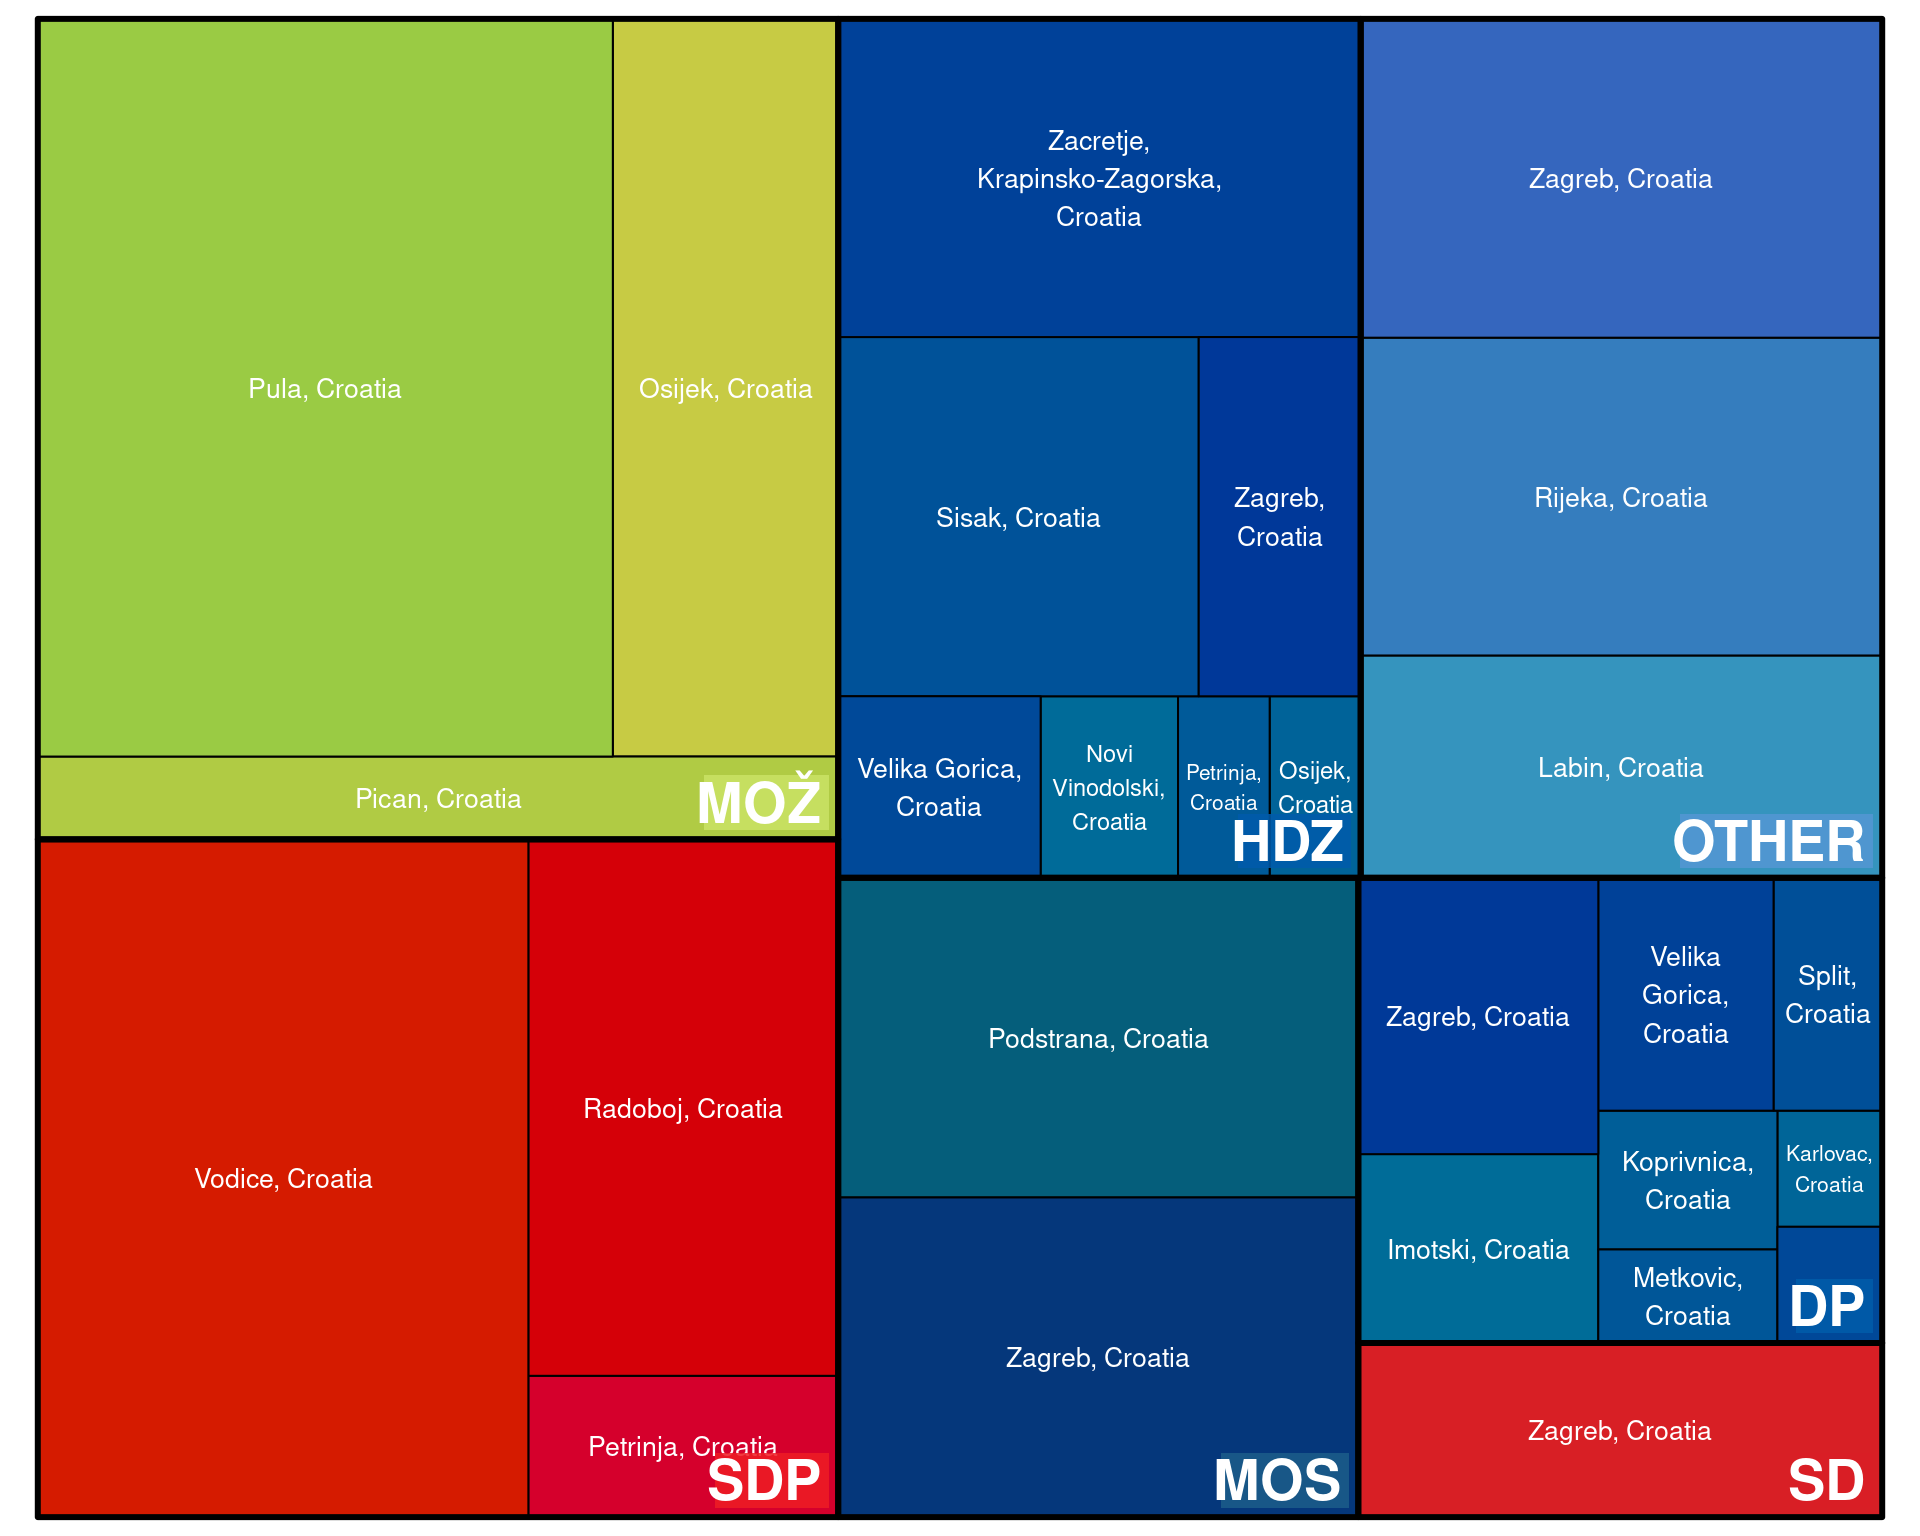 Pula, Croatia
Osijek, Croatia
Pican, Croatia
MOŽ
Vodice, Croatia
Radoboj, Croatia
Petrinja, Croatia
SDP
Zacretje,
Krapinsko-Zagorska,
Croatia
Sisak, Croatia
Zagreb,
Croatia
Velika Gorica,
Croatia
Novi
Vinodolski,
Croatia
Petrinja,
Croatia
Osijek,
Croatia
HDZ
Zagreb, Croatia
Rijeka, Croatia
Labin, Croatia
OTHER
Podstrana, Croatia
Zagreb, Croatia
MOS
Zagreb, Croatia
Velika
Gorica,
Croatia
Split,
Croatia
Imotski, Croatia
Koprivnica,
Croatia
Karlovac,
Croatia
Metkovic,
Croatia
DP
Zagreb, Croatia
SD